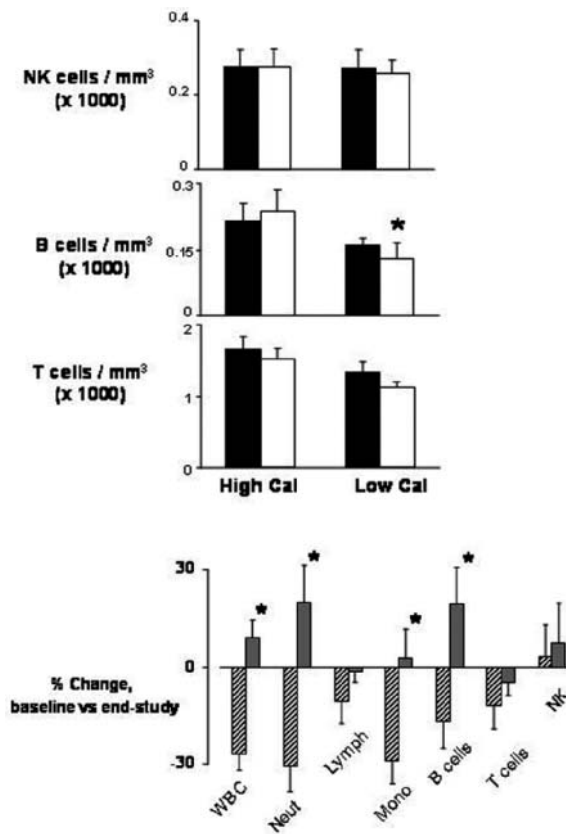 0.4
NK cells / mm³
(x 1000)
0.2
0
0.3
B cells / mm³
(x 1000)
0.15
*
0
2
T cells / mm³
(x 1000)
1
0
High Cal
Low Cal
30
*
*
*
*
0
% Change,
baseline vs end-study
-30
WBC
Neut
Lymph
Mono
B cells
T cells
NK